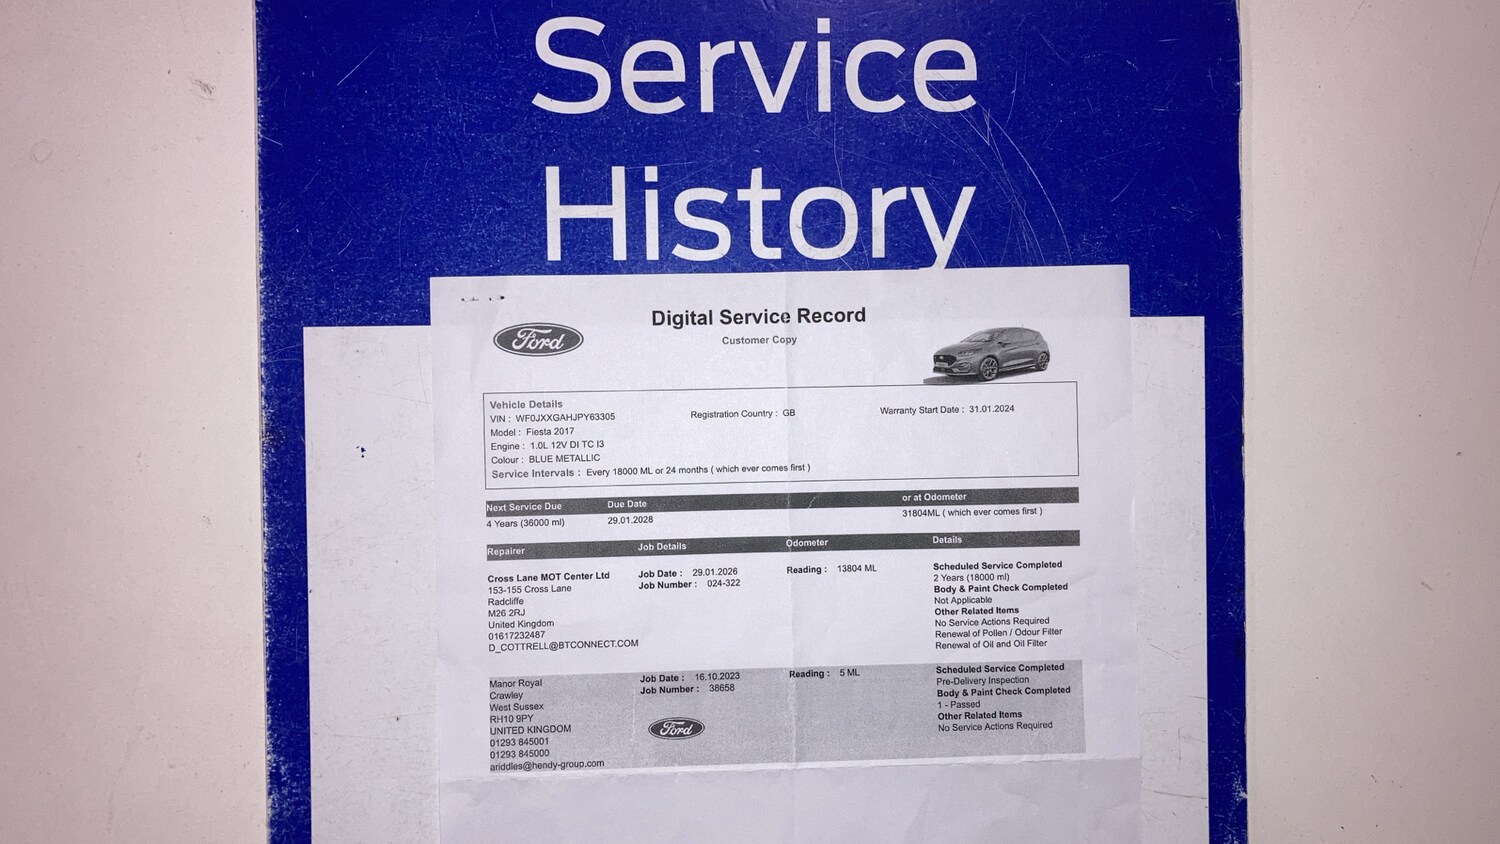 Service
History
Digital Service Record
Customer Copy
Ford
Vehicle Details
VIN : WF0JXXGAHJPY63305
Registration Country : GB
Warranty Start Date : 31.01.2024
Model : Fiesta 2017
Engine : 1.0L 12V DI TC I3
Colour : BLUE METALLIC
Service Intervals : Every 18000 ML or 24 months ( which ever comes first )
Next Service Due Due Date or at Odometer
4 Years (36000 ml) 29.01.2028 31804ML ( which ever comes first )
Repairer Job Details Odometer Details
Cross Lane MOT Center Ltd
153-155 Cross Lane
Radcliffe
M26 2RJ
United Kingdom
01617232487
D_COTTRELL@BTCONNECT.COM
Job Date : 29.01.2026
Job Number : 024-322
Reading : 13804 ML
Scheduled Service Completed
2 Years (18000 ml)
Body & Paint Check Completed
Not Applicable
Other Related Items
No Service Actions Required
Renewal of Pollen / Odour Filter
Renewal of Oil and Oil Filter
Manor Royal
Crawley
West Sussex
RH10 9PY
UNITED KINGDOM
01293 845001
01293 845000
ariddles@hendy-group.com
Job Date : 16.10.2023
Job Number : 38658
Ford
Reading : 5 ML
Scheduled Service Completed
Pre-Delivery Inspection
Body & Paint Check Completed
1 - Passed
Other Related Items
No Service Actions Required